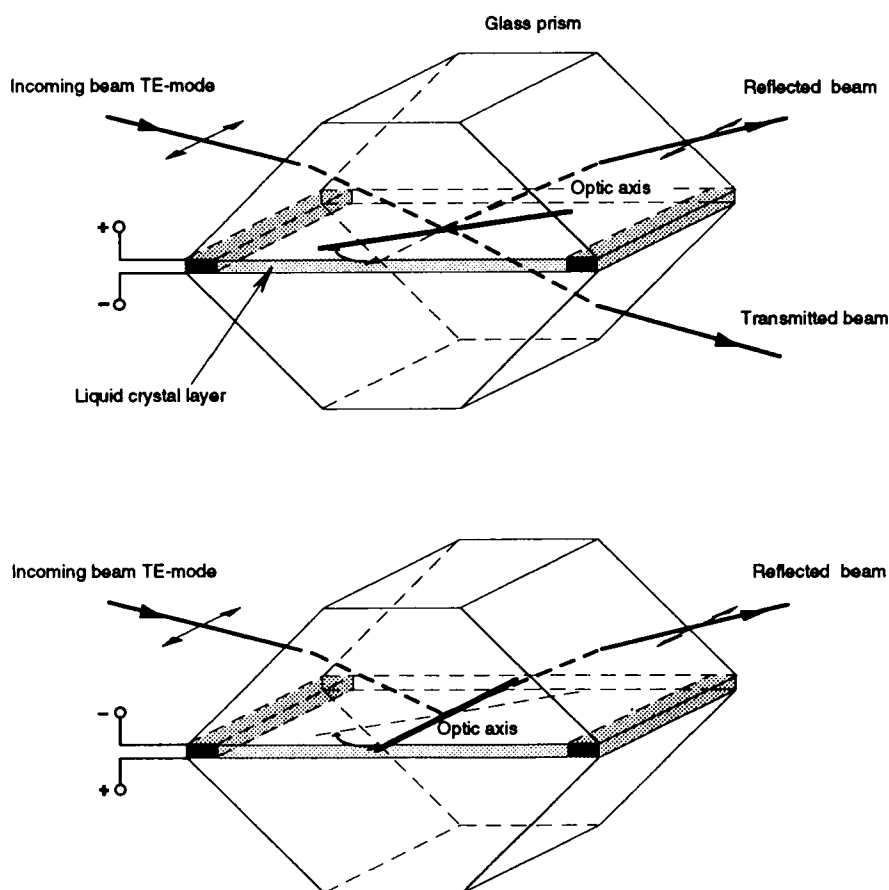 Glass prism
Incoming beam TE-mode
Reflected beam
Optic axis
+
−
Transmitted beam
Liquid crystal layer
Incoming beam TE-mode
Reflected beam
−
Optic axis
+